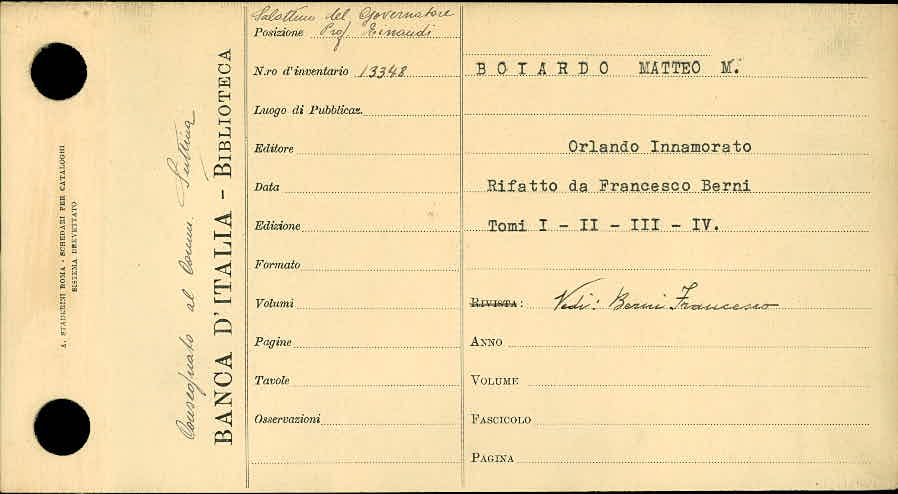 A. STADERINI ROMA - SCHEDARI PER CATALOGHI
SISTEMA BREVETTATO
Consegnato al Comm. Suttina
BANCA D'ITALIA - BIBLIOTECA
Salottino del Governatore
Posizione Prof Einaudi
N.ro d'inventario 13348
Luogo di Pubblicaz.
Editore
Data
Edizione
Formato
Volumi
Pagine
Tavole
Osservazioni
BOIARDO MATTEO M.
Orlando Innamorato
Rifatto da Francesco Berni
Tomi I - II - III - IV.
RIVISTA: Vedi: Berni Francesco
ANNO
VOLUME
FASCICOLO
PAGINA